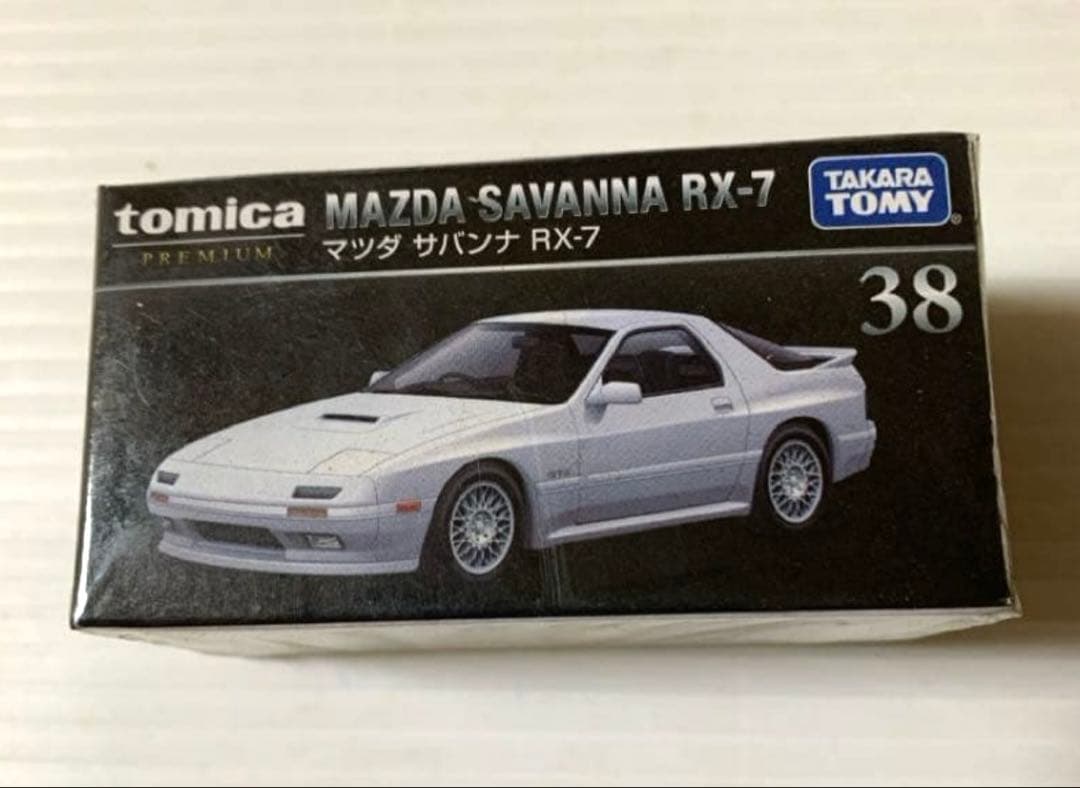 tomica
PREMIUM
MAZDA SAVANNA RX-7
マツダ サバンナ RX-7
TAKARA
TOMY
®
38